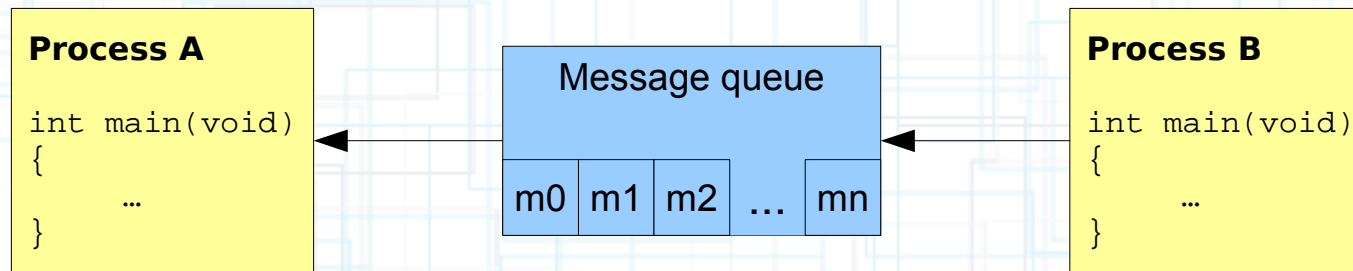 Process A
int main(void)
{
…
}
Message queue
m0 m1 m2 ... mn
Process B
int main(void)
{
…
}